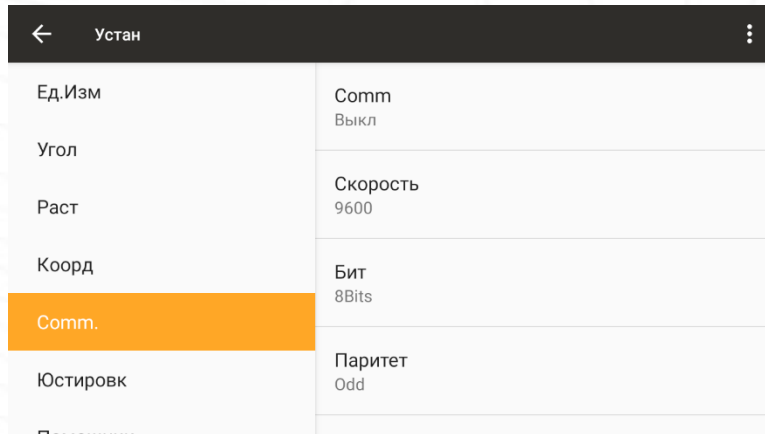 Устан
Ед.Изм
Угол
Раст
Коорд
Comm.
Юстировк
Comm
Выкл
Скорость
9600
Бит
8Bits
Паритет
Odd